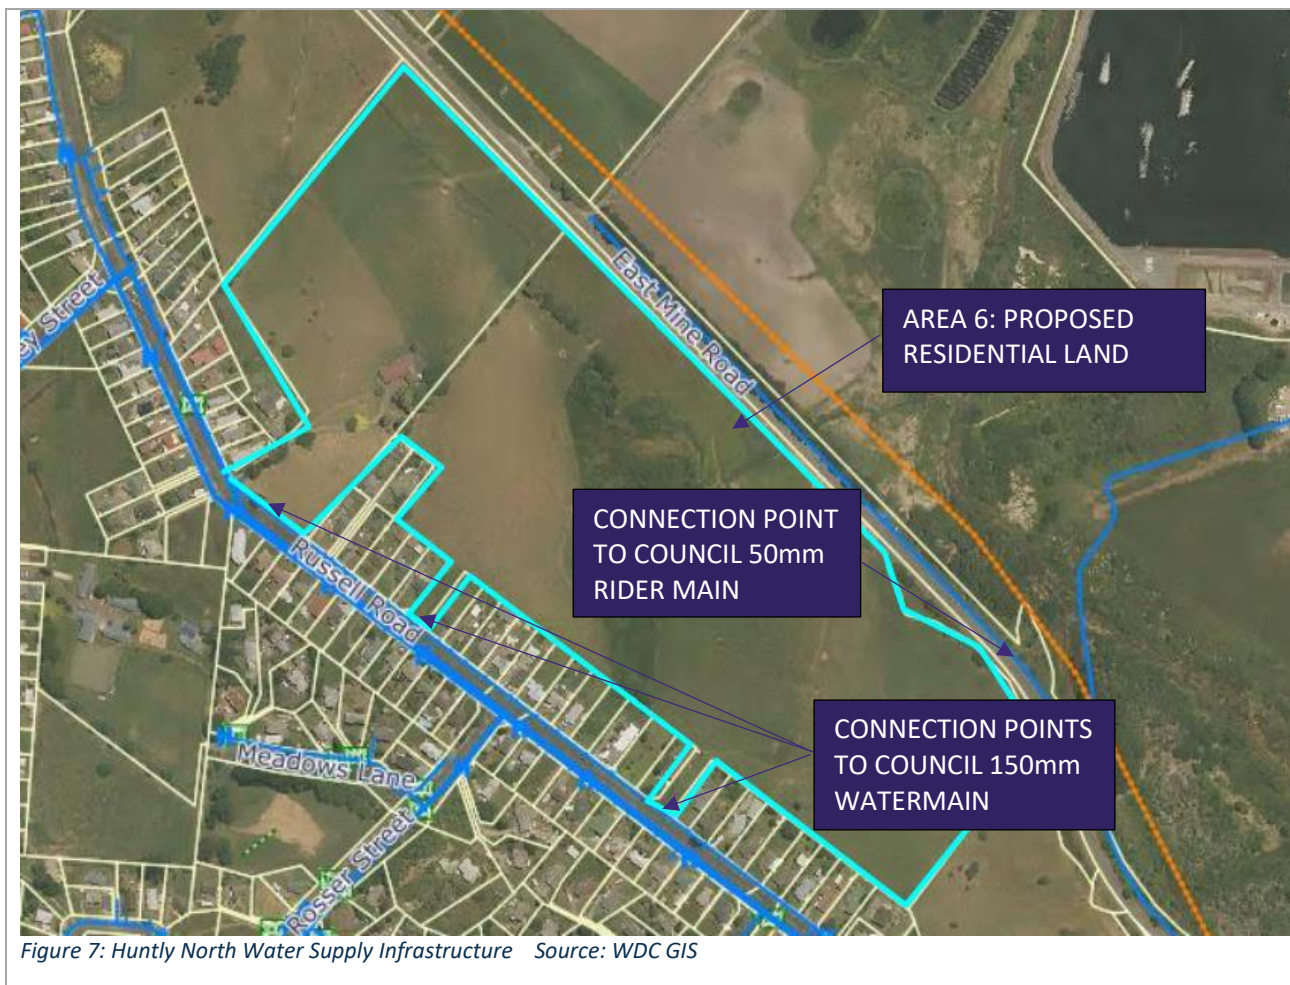 cy Street
East Mine Road
AREA 6: PROPOSED
RESIDENTIAL LAND
CONNECTION POINT
TO COUNCIL 50mm
RIDER MAIN
Russell Road
CONNECTION POINTS
TO COUNCIL 150mm
WATERMAIN
Meadows Lane
Rosser Street
Figure 7: Huntly North Water Supply Infrastructure Source: WDC GIS